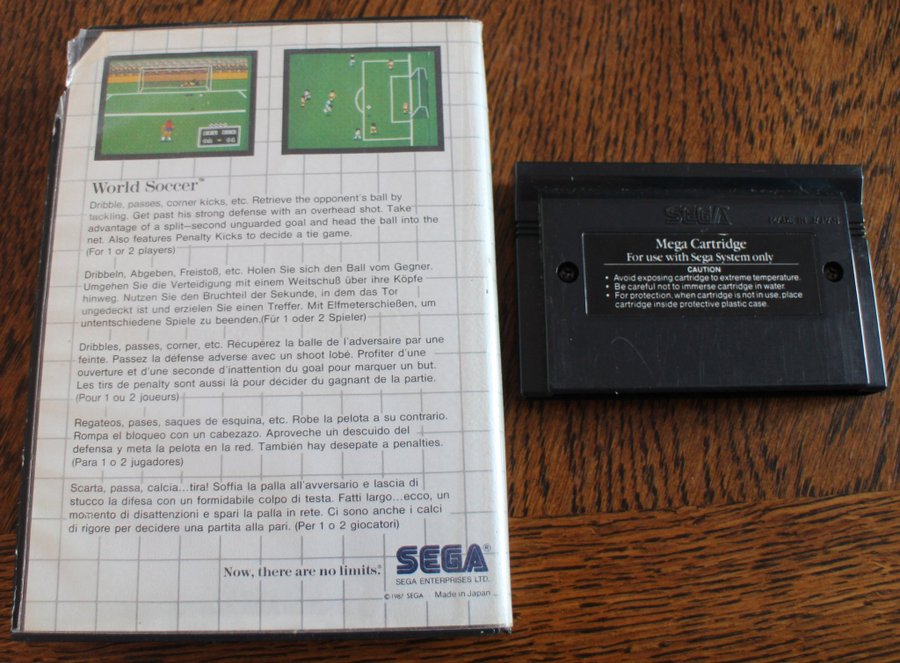 World Soccer™
Dribble, passes, corner kicks, etc. Retrieve the opponent's ball by
tackling. Get past his strong defense with an overhead shot. Take
advantage of a split-second unguarded goal and head the ball into the
net. Also features Penalty Kicks to decide a tie game.
(For 1 or 2 players)
Dribbeln, Abgeben, Freistoß, etc. Holen Sie sich den Ball vom Gegner.
Umgehen Sie die Verteidigung mit einem Weitschuß über ihre Köpfe
hinweg. Nutzen Sie den Bruchteil der Sekunde, in dem das Tor
ungedeckt ist und erzielen Sie einen Treffer. Mit Elfmeterschießen, um
untentschiedene Spiele zu beenden.(Für 1 oder 2 Spieler)
Dribbles, passes, corner, etc. Récupérez la balle de l'adversaire par une
feinte. Passez la défense adverse avec un shoot lobé. Profiter d'une
ouverture et d'une seconde d'inattention du goal pour marquer un but.
Les tirs de penalty sont aussi là pour décider du gagnant de la partie.
(Pour 1 ou 2 joueurs)
Regateos, pases, saques de esquina, etc. Robe la pelota a su contrario.
Rompa el bloqueo con un cabezazo. Aproveche un descuido del
defensa y meta la pelota en la red. También hay desepate a penalties.
(Para 1 o 2 jugadores)
Scarta, passa, calcia...tira! Soffia la palla all'avversario e lascia di
stucco la difesa con un formidabile colpo di testa. Fatti largo...ecco, un
momento di disattenzioni e spari la palla in rete. Ci sono anche i calci
di rigore per decidere una partita alla pari. (Per 1 o 2 giocatori)
Now, there are no limits.®
SEGA®
SEGA ENTERPRISES LTD.
©1987 SEGA Made in Japan
SEGA
MADE IN JAPAN
Mega Cartridge
For use with Sega System only
CAUTION
• Avoid exposing cartridge to extreme temperature.
• Be careful not to immerse cartridge in water.
• For protection, when cartridge is not in use, place
cartridge inside protective plastic case.